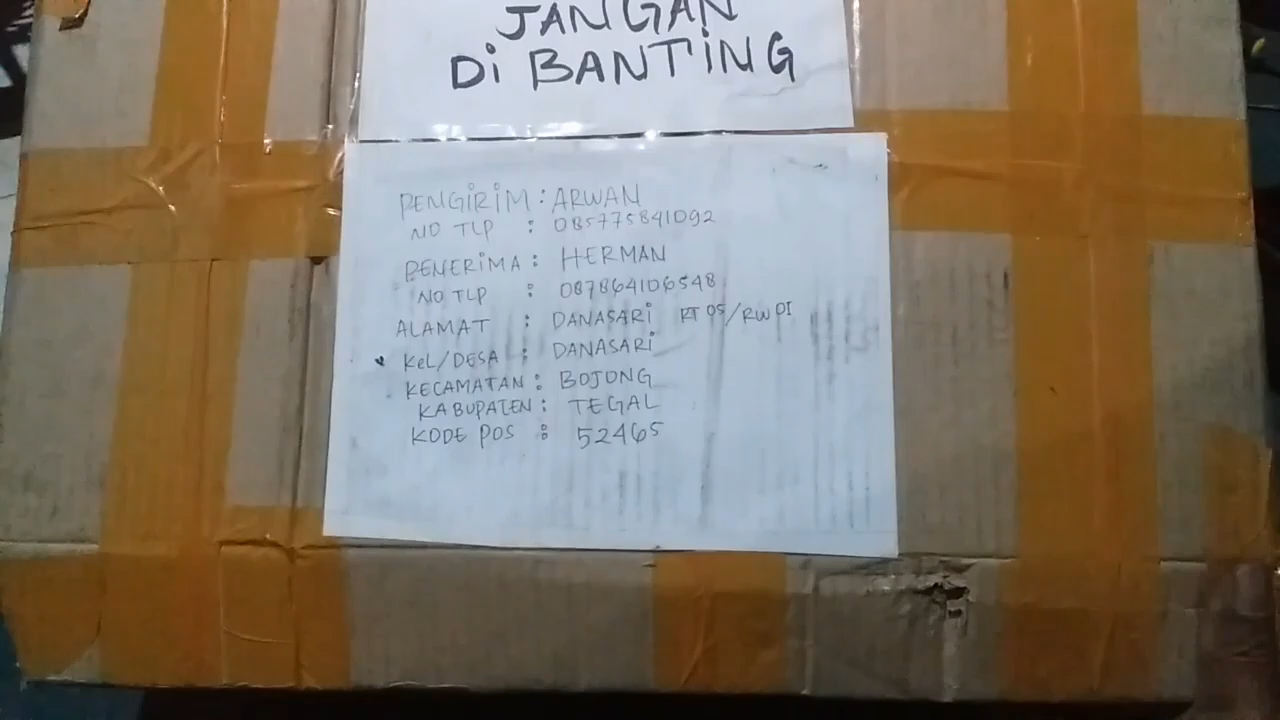 JANGAN
Di BANTiNG
PENGiRiM : ARWAN
NO TLP : 085775841092
PENERIMA : HERMAN
NO TLP : 087864106548
ALAMAT : DANASARi RT 05/RW 01
KeL/DESA : DANASARi
KECAMATAN : BOJONG
KABUPATEN : TEGAL
KODE POS : 52465